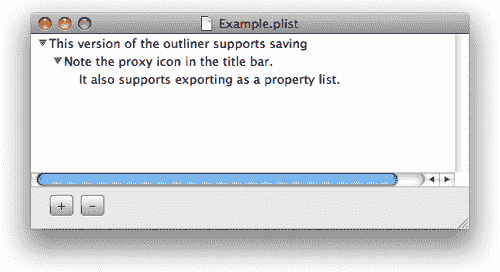 Example.plist
This version of the outliner supports saving
Note the proxy icon in the title bar.
It also supports exporting as a property list.
+ -